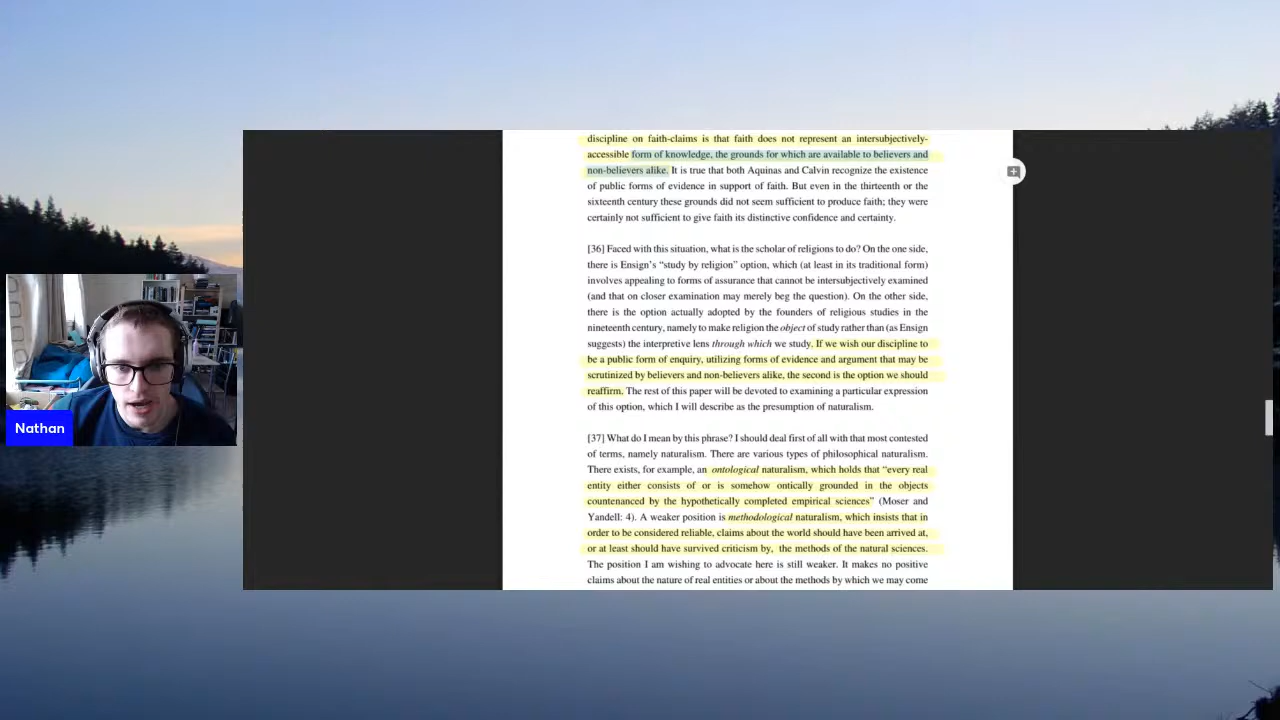 discipline on faith-claims is that faith does not represent an intersubjectively-
accessible form of knowledge, the grounds for which are available to believers and
non-believers alike. It is true that both Aquinas and Calvin recognize the existence
of public forms of evidence in support of faith. But even in the thirteenth or the
sixteenth century these grounds did not seem sufficient to produce faith; they were
certainly not sufficient to give faith its distinctive confidence and certainty.
[36] Faced with this situation, what is the scholar of religions to do? On the one side,
there is Ensign's “study by religion” option, which (at least in its traditional form)
involves appealing to forms of assurance that cannot be intersubjectively examined
(and that on closer examination may merely beg the question). On the other side,
there is the option actually adopted by the founders of religious studies in the
nineteenth century, namely to make religion the object of study rather than (as Ensign
suggests) the interpretive lens through which we study. If we wish our discipline to
be a public form of enquiry, utilizing forms of evidence and argument that may be
scrutinized by believers and non-believers alike, the second is the option we should
reaffirm. The rest of this paper will be devoted to examining a particular expression
of this option, which I will describe as the presumption of naturalism.
[37] What do I mean by this phrase? I should deal first of all with that most contested
of terms, namely naturalism. There are various types of philosophical naturalism.
There exists, for example, an ontological naturalism, which holds that “every real
entity either consists of or is somehow ontically grounded in the objects
countenanced by the hypothetically completed empirical sciences” (Moser and
Yandell: 4). A weaker position is methodological naturalism, which insists that in
order to be considered reliable, claims about the world should have been arrived at,
or at least should have survived criticism by, the methods of the natural sciences.
The position I am wishing to advocate here is still weaker. It makes no positive
claims about the nature of real entities or about the methods by which we may come
Nathan